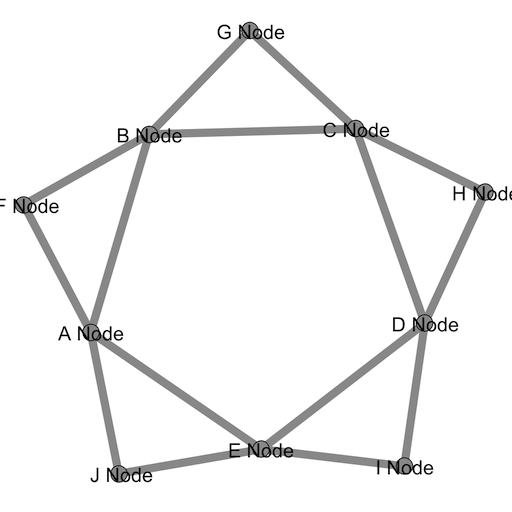 G Node
B Node
C Node
H Node
F Node
D Node
A Node
E Node
I Node
J Node